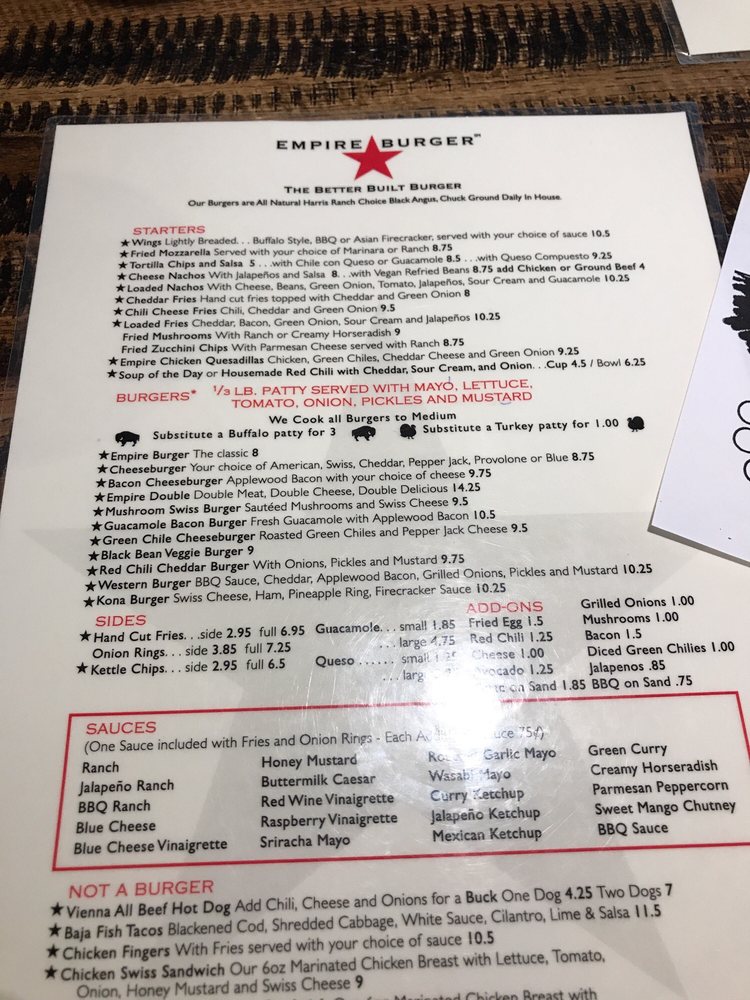 EMPIRE BURGER℠
THE BETTER BUILT BURGER
Our Burgers are All Natural Harris Ranch Choice Black Angus, Chuck Ground Daily In House.
STARTERS
★Wings Lightly Breaded. . . Buffalo Style, BBQ or Asian Firecracker, served with your choice of sauce 10.5
★Fried Mozzarella Served with your choice of Marinara or Ranch 8.75
★Tortilla Chips and Salsa 5 . . .with Chile con Queso or Guacamole 8.5 . . .with Queso Compuesto 9.25
★Cheese Nachos With Jalapeños and Salsa 8. . .with Vegan Refried Beans 8.75 add Chicken or Ground Beef 4
★Loaded Nachos With Cheese, Beans, Green Onion, Tomato, Jalapeños, Sour Cream and Guacamole 10.25
★Cheddar Fries Hand cut fries topped with Cheddar and Green Onion 8
★Chili Cheese Fries Chili, Cheddar and Green Onion 9.5
★Loaded Fries Cheddar, Bacon, Green Onion, Sour Cream and Jalapeños 10.25
Fried Mushrooms With Ranch or Creamy Horseradish 9
Fried Zucchini Chips With Parmesan Cheese served with Ranch 8.75
★Empire Chicken Quesadillas Chicken, Green Chiles, Cheddar Cheese and Green Onion 9.25
★Soup of the Day or Housemade Red Chili with Cheddar, Sour Cream, and Onion. . .Cup 4.5 / Bowl 6.25
BURGERS* 1/3 LB. PATTY SERVED WITH MAYO, LETTUCE,
TOMATO, ONION, PICKLES AND MUSTARD
We Cook all Burgers to Medium
Substitute a Buffalo patty for 3 Substitute a Turkey patty for 1.00
★Empire Burger The classic 8
★Cheeseburger Your choice of American, Swiss, Cheddar, Pepper Jack, Provolone or Blue 8.75
★Bacon Cheeseburger Applewood Bacon with your choice of cheese 9.75
★Empire Double Double Meat, Double Cheese, Double Delicious 14.25
★Mushroom Swiss Burger Sautéed Mushrooms and Swiss Cheese 9.5
★Guacamole Bacon Burger Fresh Guacamole with Applewood Bacon 10.5
★Green Chile Cheeseburger Roasted Green Chiles and Pepper Jack Cheese 9.5
★Black Bean Veggie Burger 9
★Red Chili Cheddar Burger With Onions, Pickles and Mustard 9.75
★Western Burger BBQ Sauce, Cheddar, Applewood Bacon, Grilled Onions, Pickles and Mustard 10.25
★Kona Burger Swiss Cheese, Ham, Pineapple Ring, Firecracker Sauce 10.25
SIDES
★Hand Cut Fries. . .side 2.95 full 6.95
Onion Rings. . . side 3.85 full 7.25
★Kettle Chips. . . side 2.95 full 6.5
Guacamole. . . small 1.85
. . . large 4.75
Queso . . . . . . small
. . .
ADD-ONS
Fried Egg 1.5
Red Chili 1.25
Cheese 1.00
Avocado 1.25
on Sand 1.85
Grilled Onions 1.00
Mushrooms 1.00
Bacon 1.5
Diced Green Chilies 1.00
Jalapenos .85
BBQ on Sand .75
SAUCES
(One Sauce included with Fries and Onion Rings - Each 75¢)
Ranch
Jalapeño Ranch
BBQ Ranch
Blue Cheese
Blue Cheese Vinaigrette
Honey Mustard
Buttermilk Caesar
Red Wine Vinaigrette
Raspberry Vinaigrette
Sriracha Mayo
Garlic Mayo
Wasabi Mayo
Curry Ketchup
Jalapeño Ketchup
Mexican Ketchup
Green Curry
Creamy Horseradish
Parmesan Peppercorn
Sweet Mango Chutney
BBQ Sauce
NOT A BURGER
★Vienna All Beef Hot Dog Add Chili, Cheese and Onions for a Buck One Dog 4.25 Two Dogs 7
★Baja Fish Tacos Blackened Cod, Shredded Cabbage, White Sauce, Cilantro, Lime & Salsa 11.5
★Chicken Fingers With Fries served with your choice of sauce 10.5
★Chicken Swiss Sandwich Our 6oz Marinated Chicken Breast with Lettuce, Tomato,
Onion, Honey Mustard and Swiss Cheese 9
Marinated Chicken Breast with